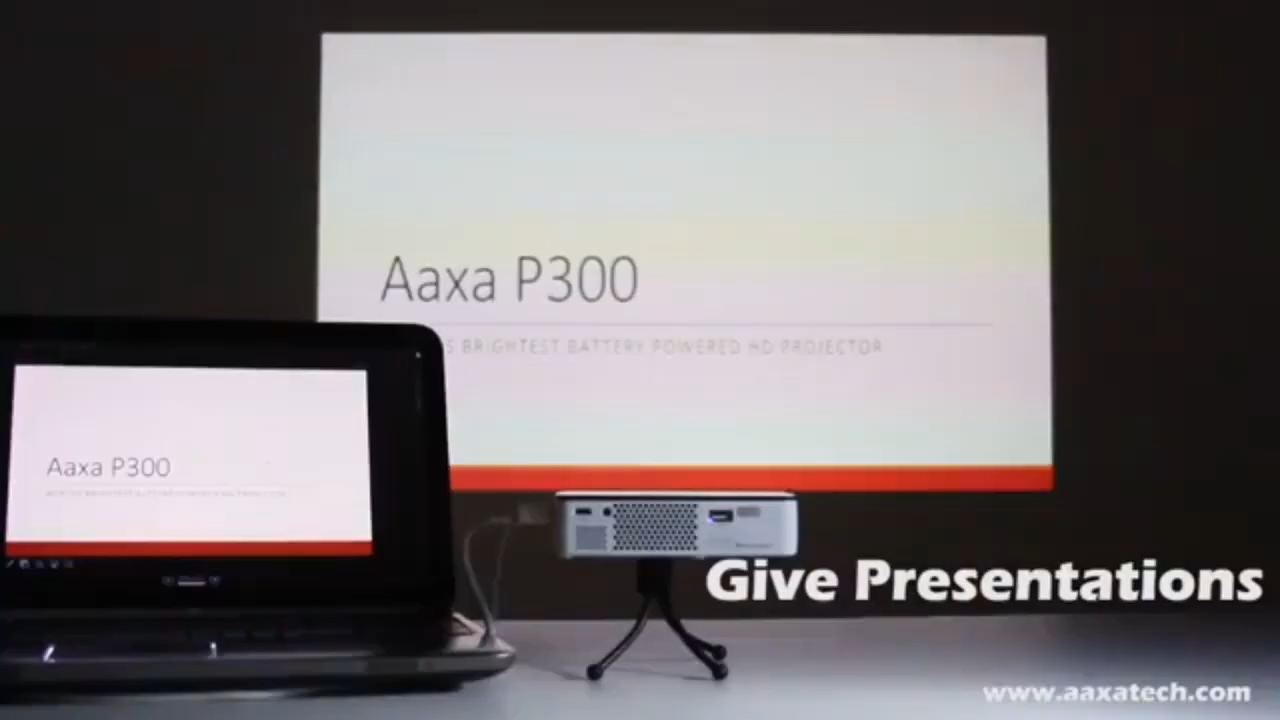 Aaxa P300
S BRIGHTEST BATTERY POWERED HD PROJECTOR
Aaxa P300
Give Presentations
www.aaxatech.com